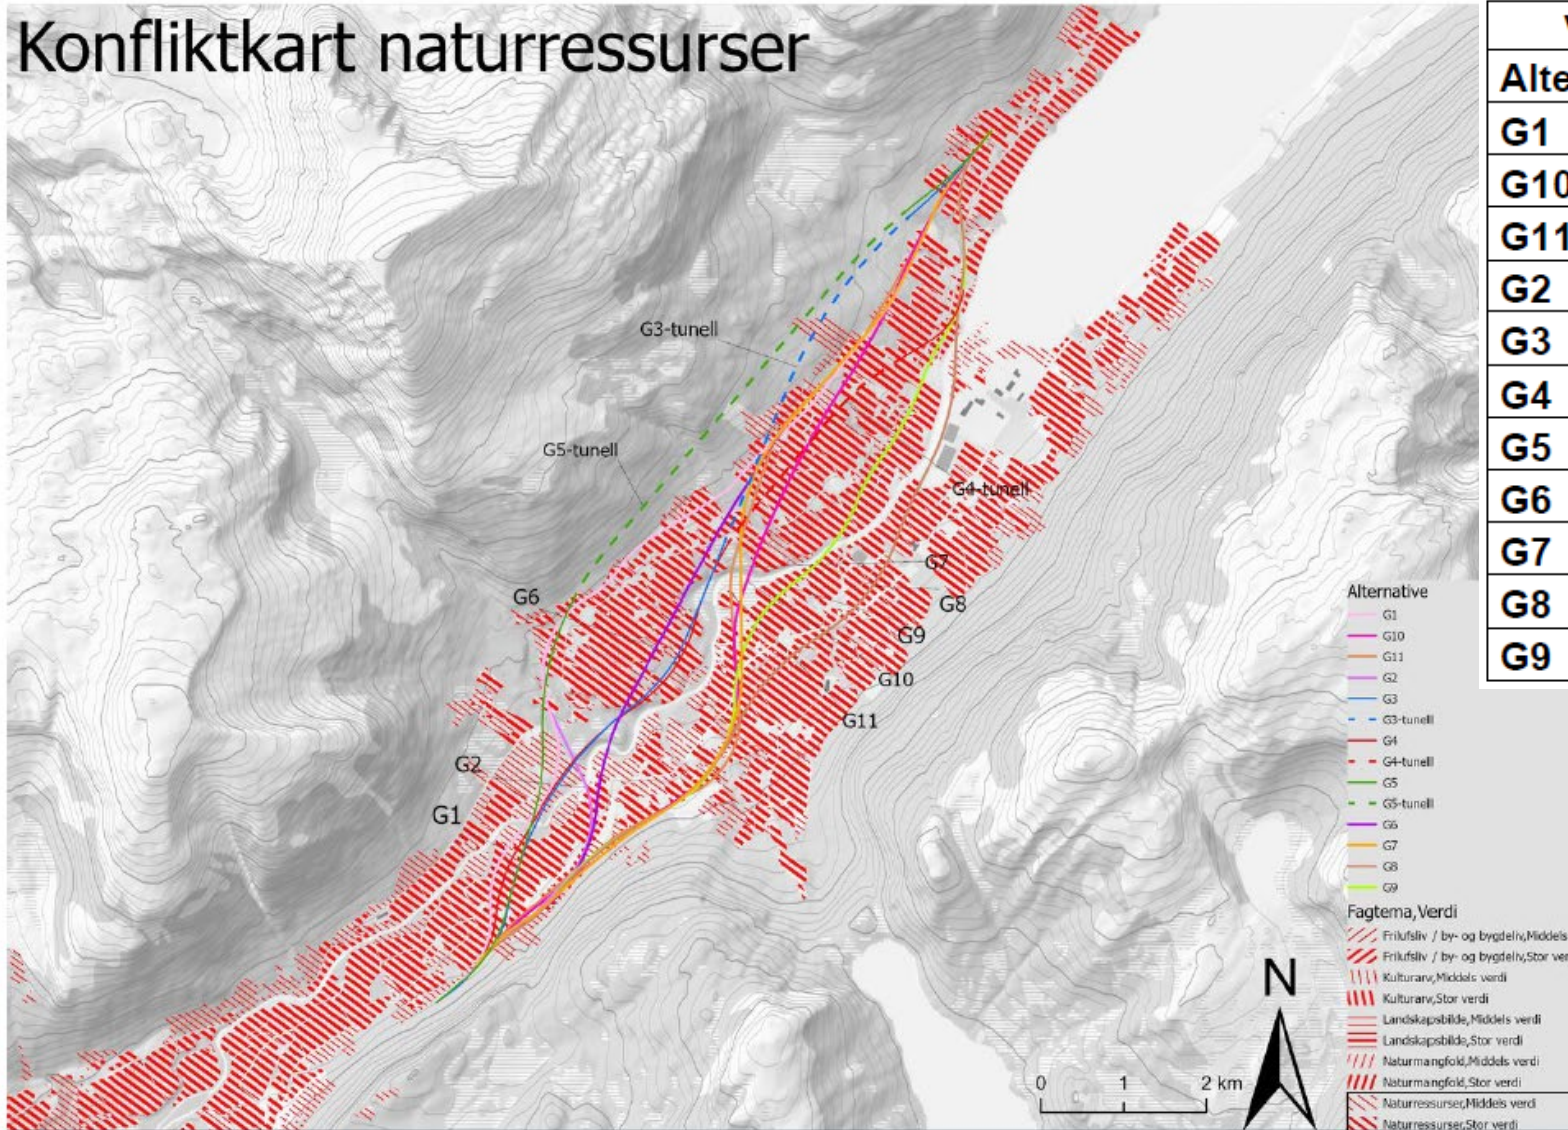 Konfliktkart naturressurser
Alte
G1
G10
G11
G2
G3
G4
G5
G6
G7
G8
G9
G3-tunell
G5-tunell
G4-tunell
G6
G7
G8
G9
G10
G11
G2
G1
Alternative
G1
G10
G11
G2
G3
G3-tunell
G4
G4-tunell
G5
G5-tunell
G6
G7
G8
G9
Fagtema,Verdi
Frilufsliv / by- og bygdeliv,Middels
Frilufsliv / by- og bygdeliv,Stor ver
Kulturarv,Middels verdi
Kulturarv,Stor verdi
Landskapsbilde,Middels verdi
Landskapsbilde,Stor verdi
Naturmangfold,Middels verdi
Naturmangfold,Stor verdi
Naturressurser,Middels verdi
Naturressurser,Stor verdi
N
0 1 2 km